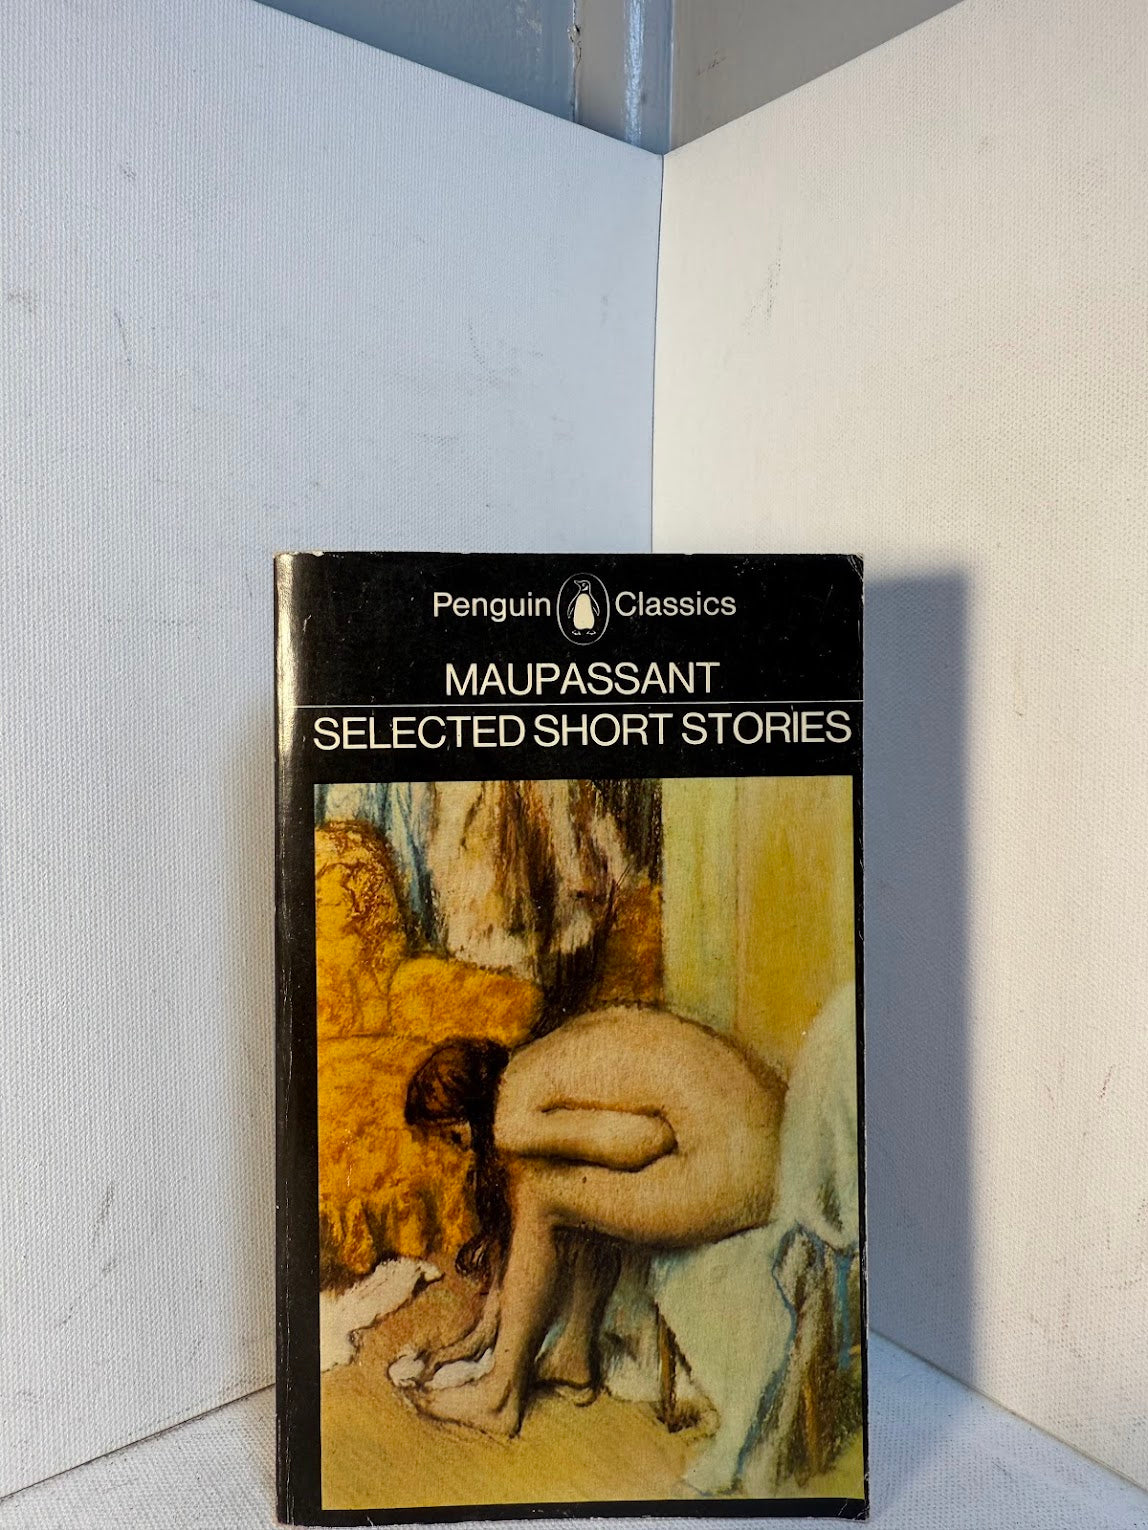 Penguin Classics
MAUPASSANT
SELECTED SHORT STORIES